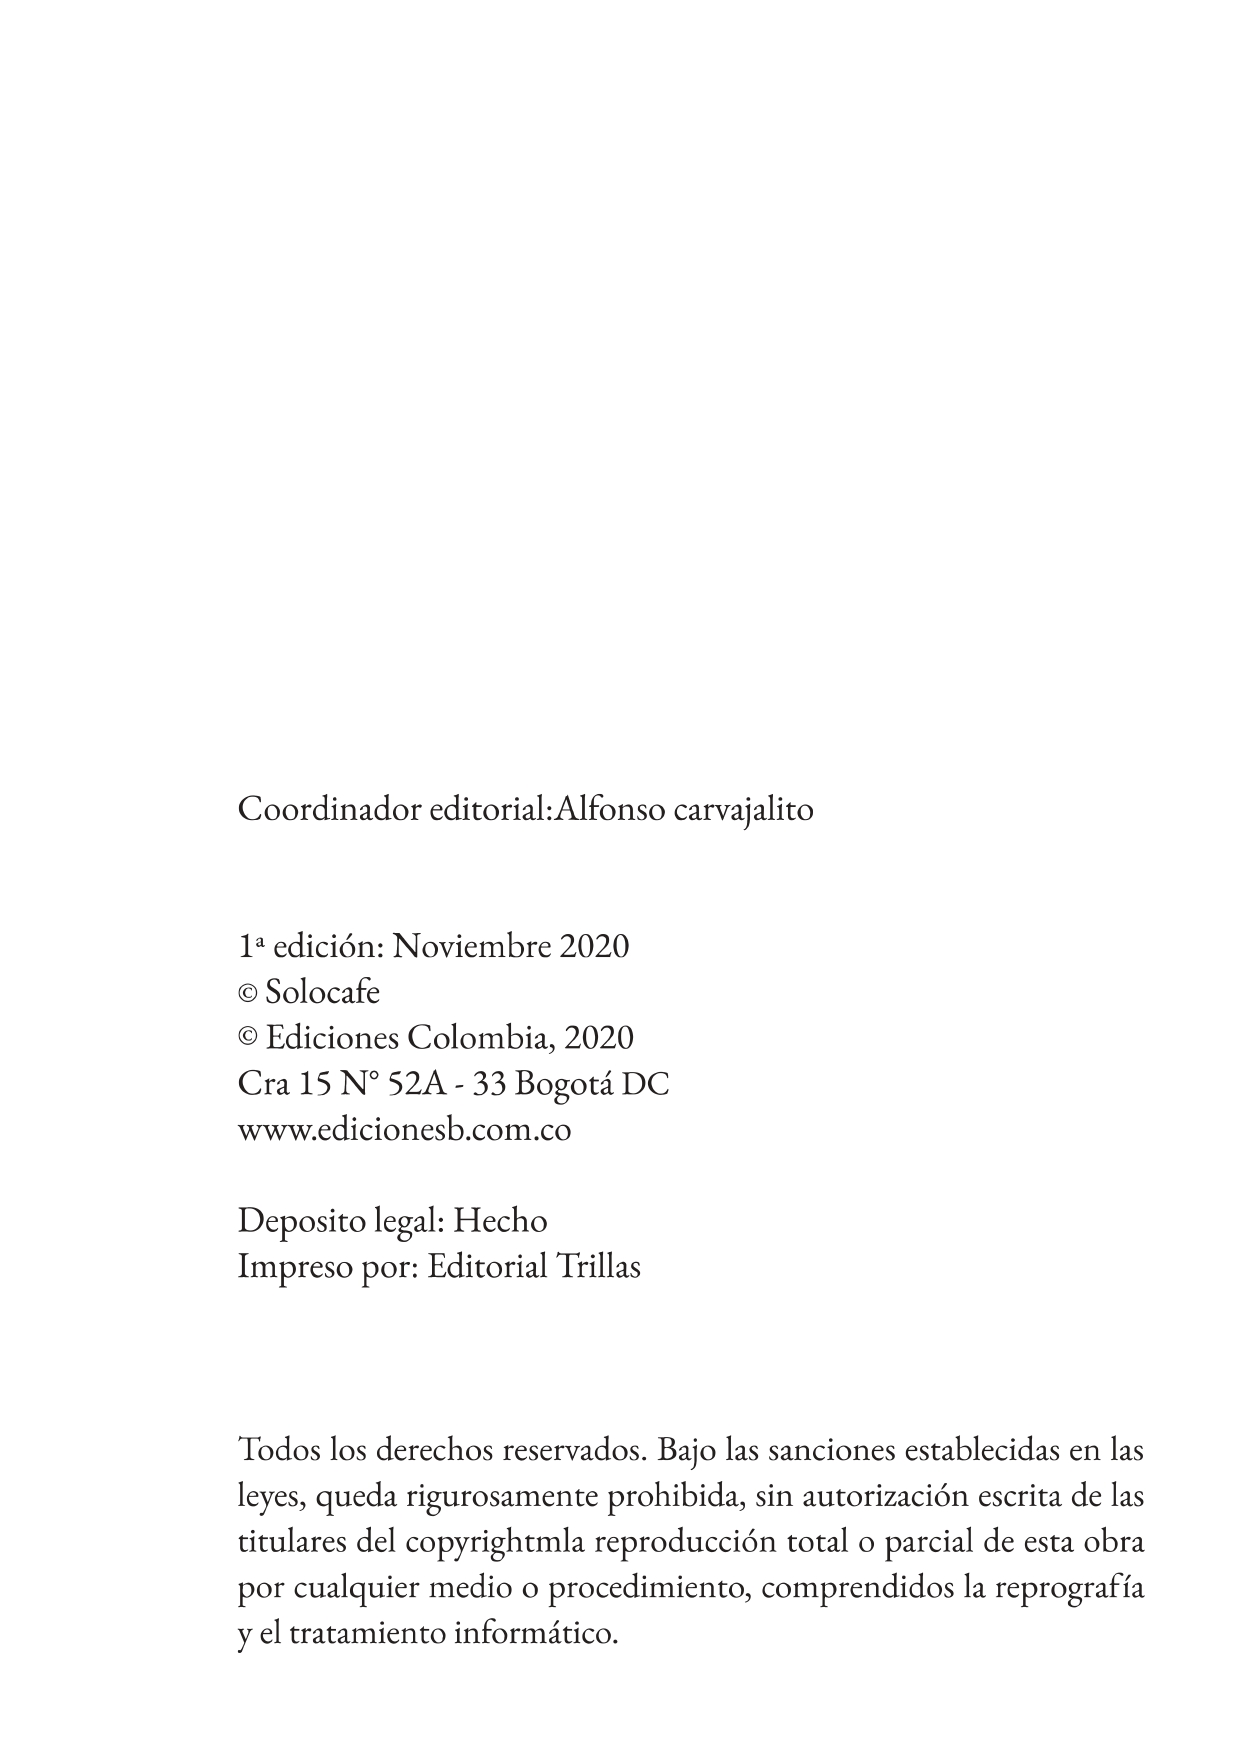 Coordinador editorial:Alfonso carvajalito
1ª edición: Noviembre 2020
© Solocafe
© Ediciones Colombia, 2020
Cra 15 N° 52A - 33 Bogotá DC
www.edicionesb.com.co
Deposito legal: Hecho
Impreso por: Editorial Trillas
Todos los derechos reservados. Bajo las sanciones establecidas en las
leyes, queda rigurosamente prohibida, sin autorización escrita de las
titulares del copyrightmla reproducción total o parcial de esta obra
por cualquier medio o procedimiento, comprendidos la reprografía
y el tratamiento informático.